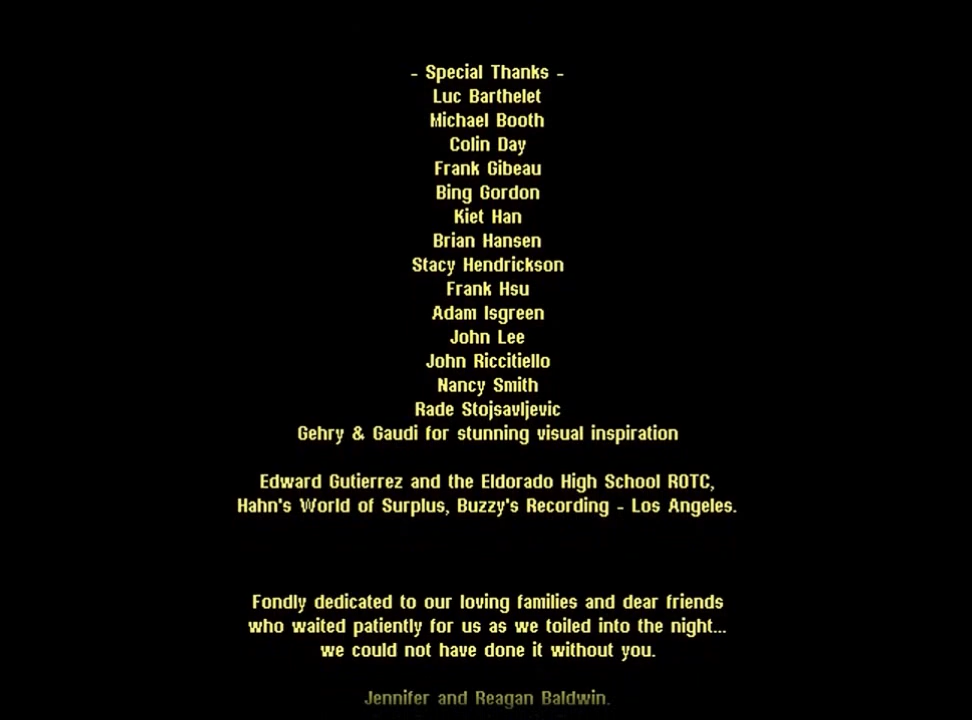 - Special Thanks -
Luc Barthelet
Michael Booth
Colin Day
Frank Gibeau
Bing Gordon
Kiet Han
Brian Hansen
Stacy Hendrickson
Frank Hsu
Adam Isgreen
John Lee
John Riccitiello
Nancy Smith
Rade Stojsavljevic
Gehry & Gaudi for stunning visual inspiration
Edward Gutierrez and the Eldorado High School ROTC,
Hahn's World of Surplus, Buzzy's Recording - Los Angeles.
Fondly dedicated to our loving families and dear friends
who waited patiently for us as we toiled into the night...
we could not have done it without you.
Jennifer and Reagan Baldwin.